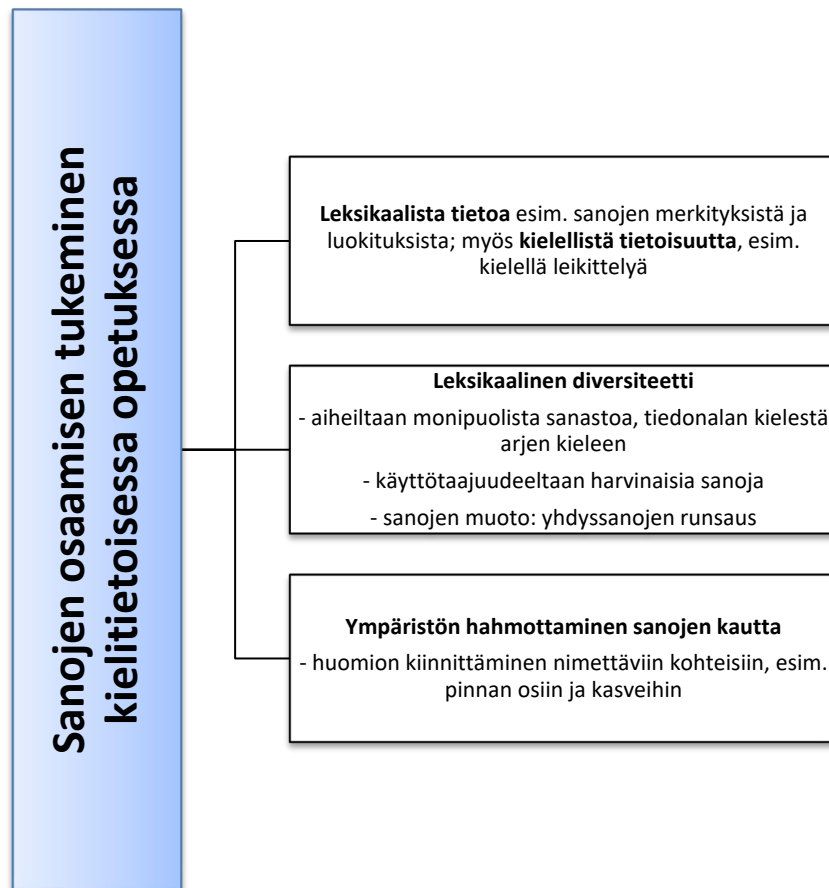 Sanojen osaamisen tukeminen
kielitietoisessa opetuksessa
Leksikaalista tietoa esim. sanojen merkityksistä ja
luokituksista; myös kielellistä tietoisuutta, esim.
kielellä leikittelyä
Leksikaalinen diversiteetti
- aiheiltaan monipuolista sanastoa, tiedonalan kielestä
arjen kieleen
- käyttötaajuudeeltaan harvinaisia sanoja
- sanojen muoto: yhdyssanojen runsaus
Ympäristön hahmottaminen sanojen kautta
- huomion kiinnittäminen nimettäviin kohteisiin, esim.
pinnan osiin ja kasveihin